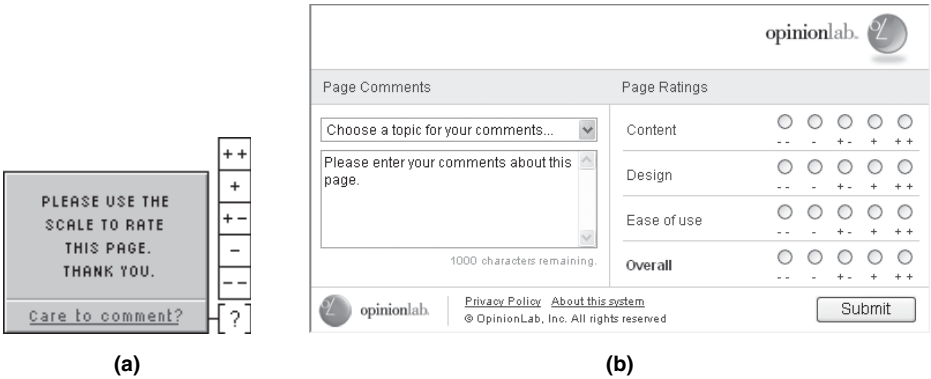 ++
+
+-
-
--
[?]
PLEASE USE THE
SCALE TO RATE
THIS PAGE.
THANK YOU.
Care to comment?
(a)
opinionlab.
Page Comments
Page Ratings
Choose a topic for your comments...
Please enter your comments about this
page.
1000 characters remaining.
Content
-- - +- + ++
Design
-- - +- + ++
Ease of use
-- - +- + ++
Overall
-- - +- + ++
opinionlab.
Privacy Policy About this system
© OpinionLab, Inc. All rights reserved
Submit
(b)